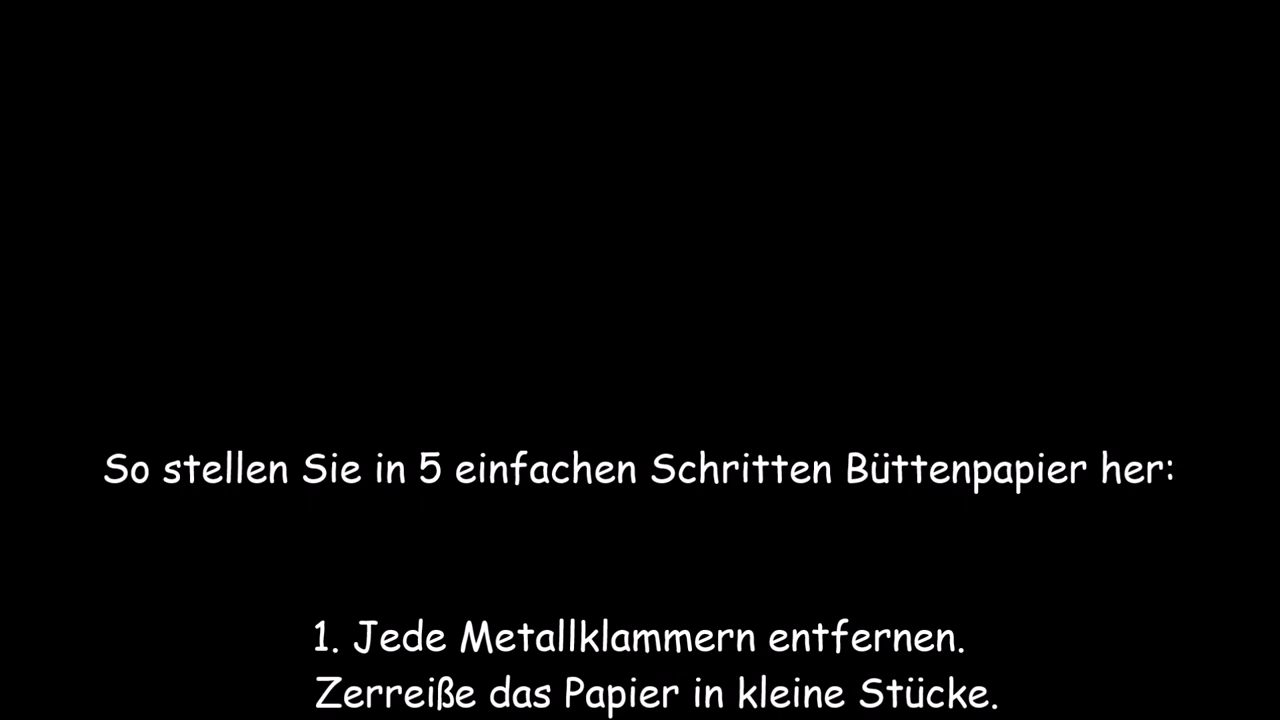 So stellen Sie in 5 einfachen Schritten Büttenpapier her:
1. Jede Metallklammern entfernen.
Zerreiße das Papier in kleine Stücke.